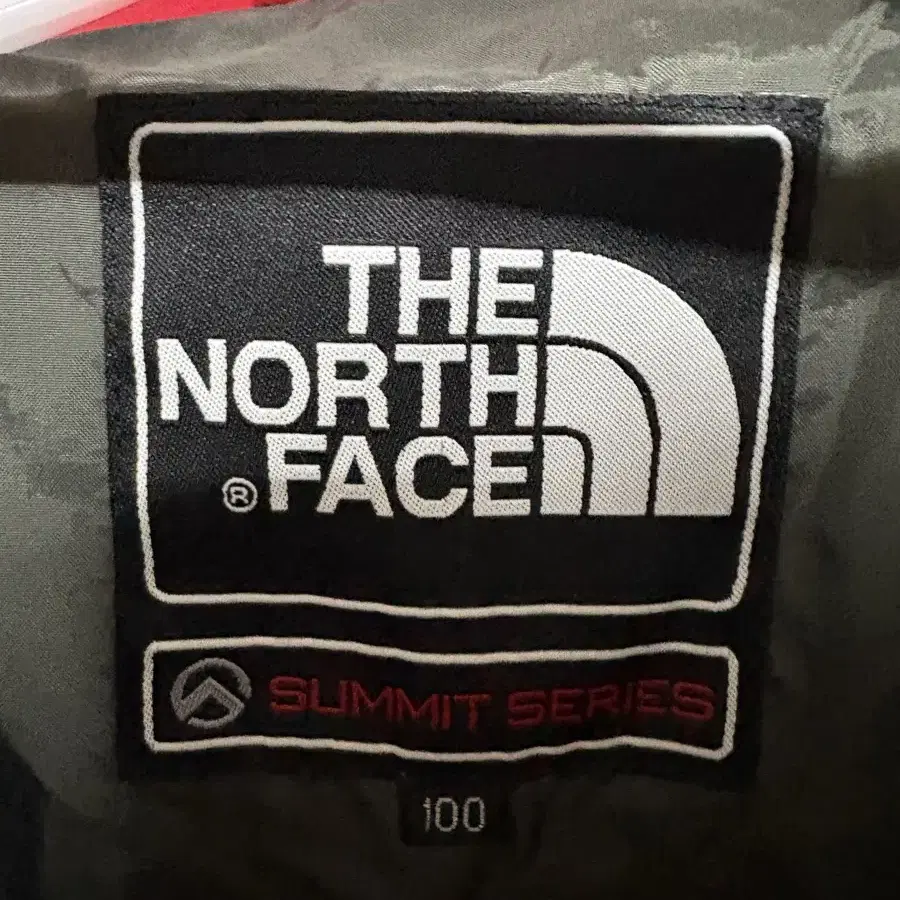 THE
NORTH
FACE
®
SUMMIT SERIES
100